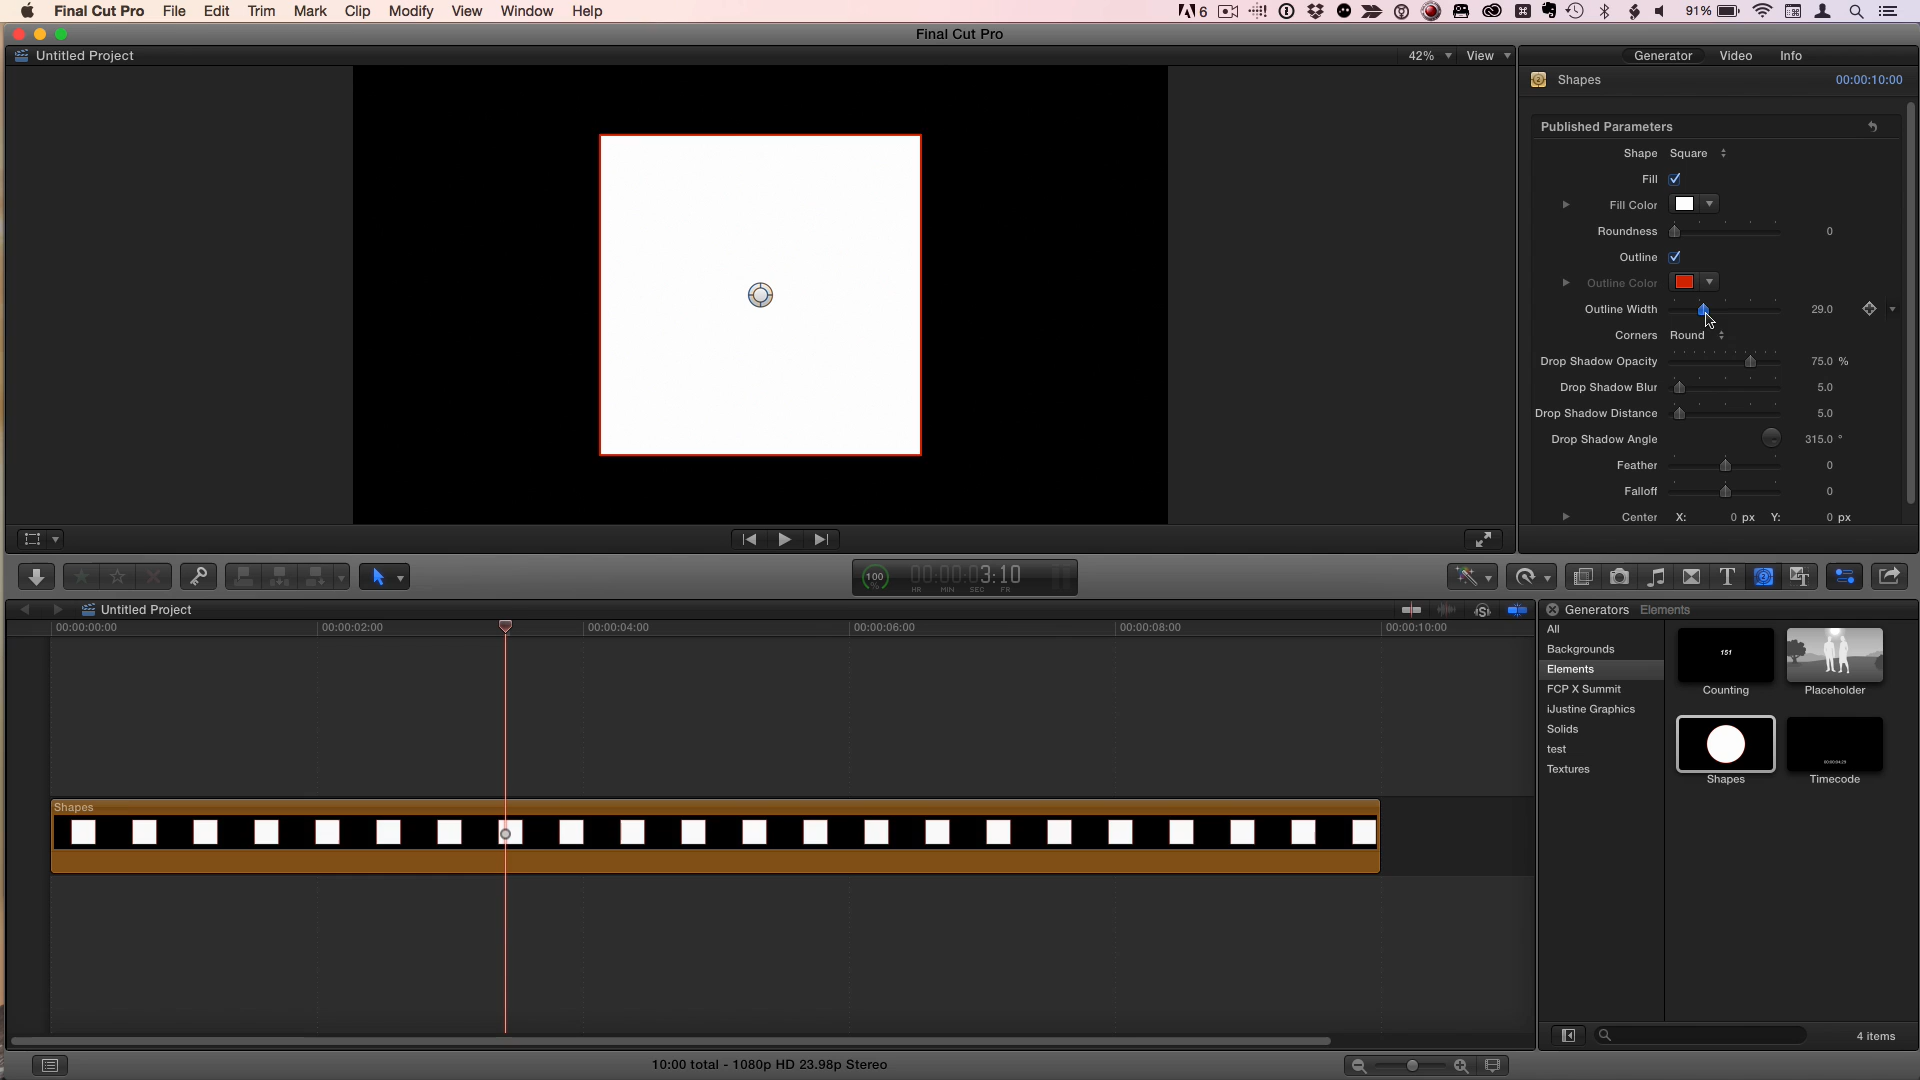 Final Cut Pro File Edit Trim Mark Clip Modify View Window Help 6 91%
Final Cut Pro
Untitled Project 42% View
Generator Video Info
Shapes 00:00:10:00
Published Parameters
Shape Square
Fill
Fill Color
Roundness 0
Outline
Outline Color
Outline Width 29.0
Corners Round
Drop Shadow Opacity 75.0 %
Drop Shadow Blur 5.0
Drop Shadow Distance 5.0
Drop Shadow Angle 315.0 °
Feather 0
Falloff 0
Center X: 0 px Y: 0 px
100 % 00:00:03:10
HR MIN SEC FR
Untitled Project
00:00:00:00 00:00:02:00 00:00:04:00 00:00:06:00 00:00:08:00 00:00:10:00
Shapes
Generators Elements
All
Backgrounds
Elements
FCP X Summit
iJustine Graphics
Solids
test
Textures
151
Counting
Placeholder
Shapes
Timecode
4 items
10:00 total - 1080p HD 23.98p Stereo